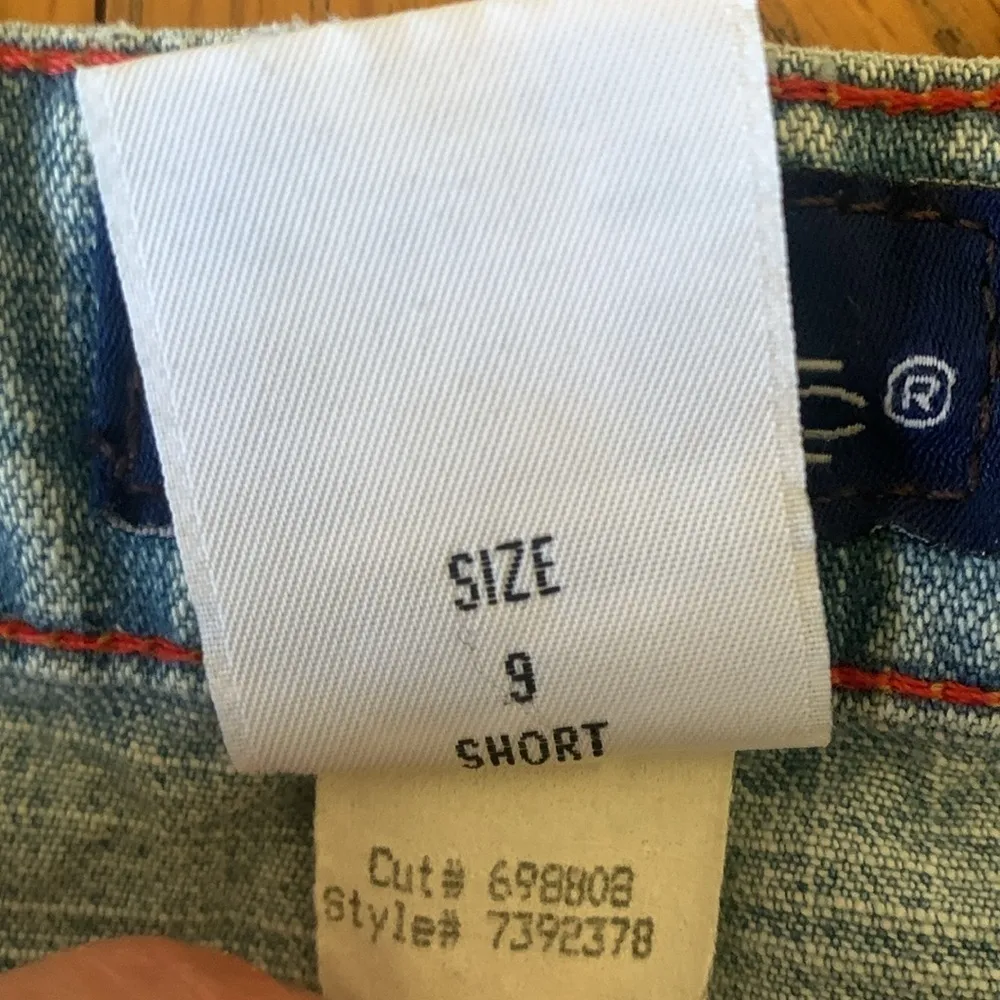 ®
SIZE
9
SHORT
Cut# 698808
Style# 7392378